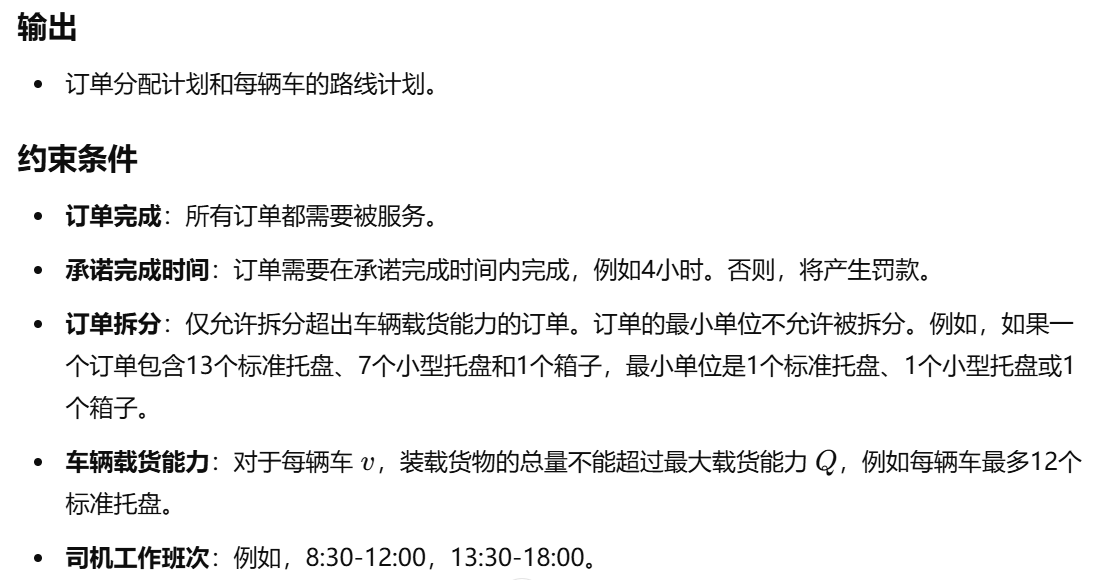 输出
• 订单分配计划和每辆车的路线计划。
约束条件
• 订单完成：所有订单都需要被服务。
• 承诺完成时间：订单需要在承诺完成时间内完成，例如4小时。否则，将产生罚款。
• 订单拆分：仅允许拆分超出车辆载货能力的订单。订单的最小单位不允许被拆分。例如，如果一
个订单包含13个标准托盘、7个小型托盘和1个箱子，最小单位是1个标准托盘、1个小型托盘或1
个箱子。
• 车辆载货能力：对于每辆车 v，装载货物的总量不能超过最大载货能力 Q，例如每辆车最多12个
标准托盘。
• 司机工作班次：例如，8:30-12:00，13:30-18:00。